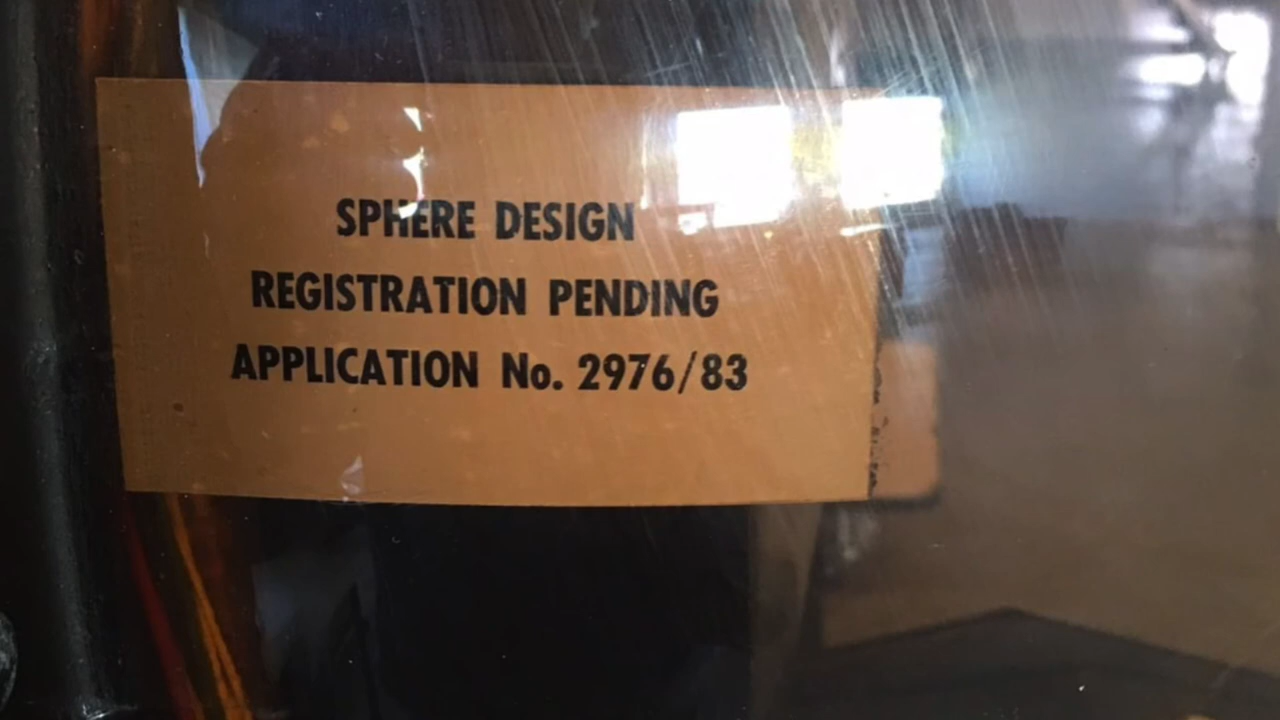 SPHERE DESIGN
REGISTRATION PENDING
APPLICATION No. 2976/83